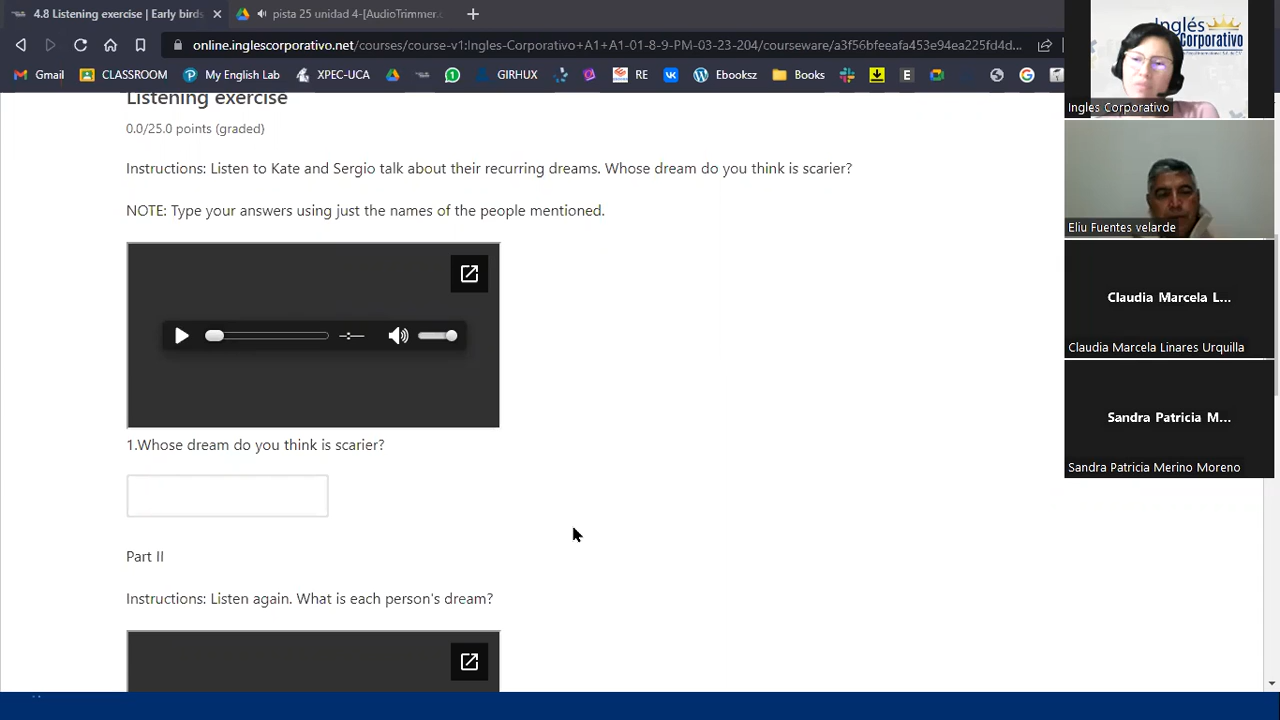 4.8 Listening exercise | Early birds
pista 25 unidad 4-[AudioTrimmer.c
online.inglescorporativo.net/courses/course-v1:Ingles-Corporativo+A1+A1-01-8-9-PM-03-23-204/courseware/a3f56bfeefafa453e94ea225fd4d...
Gmail
CLASSROOM
My English Lab
XPEC-UCA
GIRHUX
RE
Ebooksz
Books
E
Listening exercise
0.0/25.0 points (graded)
Instructions: Listen to Kate and Sergio talk about their recurring dreams. Whose dream do you think is scarier?
NOTE: Type your answers using just the names of the people mentioned.
1.Whose dream do you think is scarier?
Part II
Instructions: Listen again. What is each person's dream?
Inglés
Corporativo
Ingles Corporativo
Eliu Fuentes velarde
Claudia Marcela L...
Claudia Marcela Linares Urquilla
Sandra Patricia M...
Sandra Patricia Merino Moreno